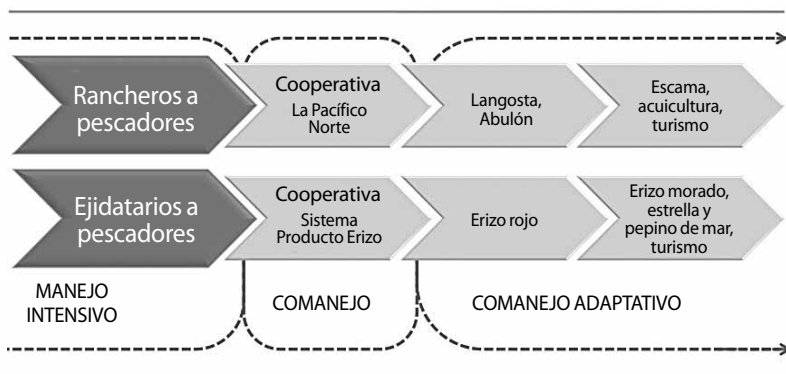 Rancheros a
pescadores
Cooperativa
La Pacífico
Norte
Langosta,
Abulón
Escama,
acuicultura,
turismo
Ejidatarios a
pescadores
Cooperativa
Sistema
Producto Erizo
Erizo rojo
Erizo morado,
estrella y
pepino de mar,
turismo
MANEJO
INTENSIVO
COMANEJO
COMANEJO ADAPTATIVO